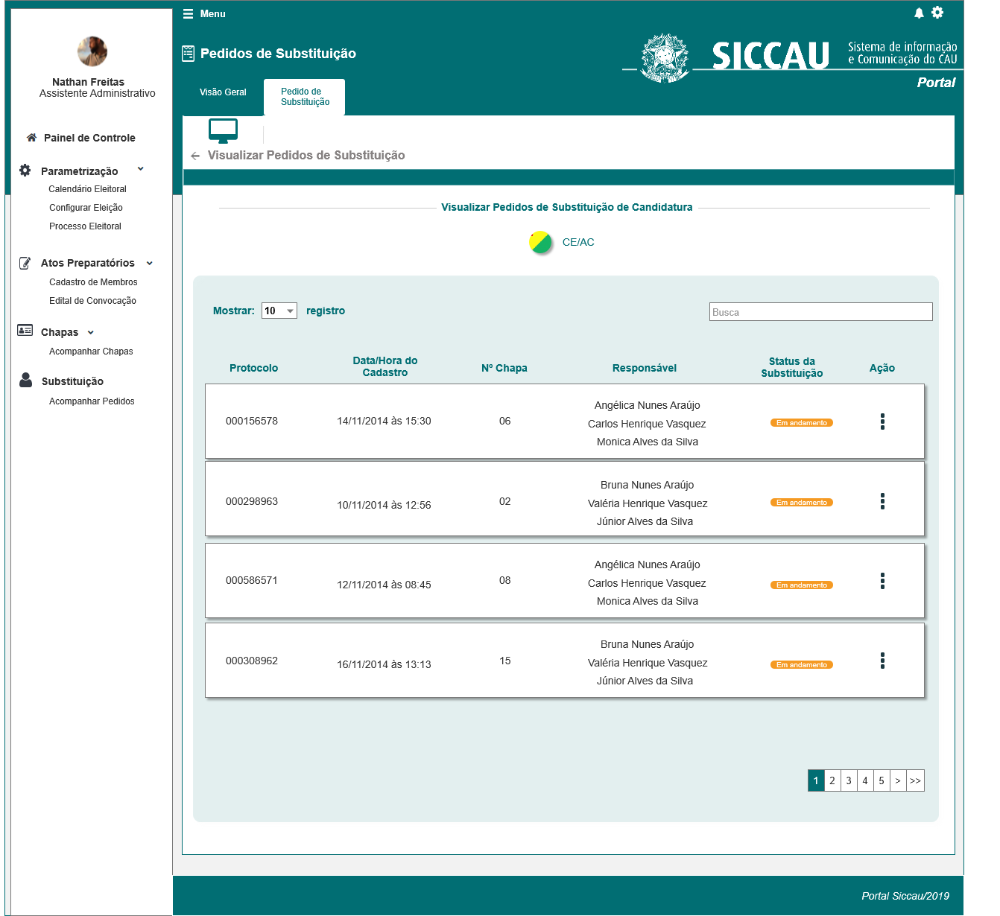 Menu
Pedidos de Substituição
SICCAU
Sistema de informação
e Comunicação do CAU
Portal
Nathan Freitas
Assistente Administrativo
Visão Geral
Pedido de
Substituição
Painel de Controle
Parametrização
Calendário Eleitoral
Configurar Eleição
Processo Eleitoral
Atos Preparatórios
Cadastro de Membros
Edital de Convocação
Chapas
Acompanhar Chapas
Substituição
Acompanhar Pedidos
Visualizar Pedidos de Substituição
Visualizar Pedidos de Substituição de Candidatura
CE/AC
Mostrar: 10 registro
Busca
Protocolo
Data/Hora do
Cadastro
Nº Chapa
Responsável
Status da
Substituição
Ação
000156578
14/11/2014 às 15:30
06
Angélica Nunes Araújo
Carlos Henrique Vasquez
Monica Alves da Silva
Em andamento
000298963
10/11/2014 às 12:56
02
Bruna Nunes Araújo
Valéria Henrique Vasquez
Júnior Alves da Silva
Em andamento
000586571
12/11/2014 às 08:45
08
Angélica Nunes Araújo
Carlos Henrique Vasquez
Monica Alves da Silva
Em andamento
000308962
16/11/2014 às 13:13
15
Bruna Nunes Araújo
Valéria Henrique Vasquez
Júnior Alves da Silva
Em andamento
1 2 3 4 5 > >>
Portal Siccau/2019